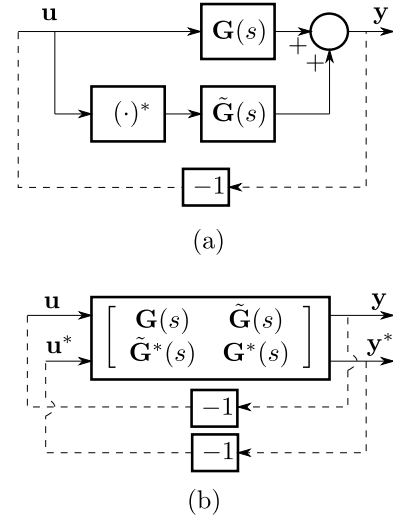 u G(s) y
+
+
(·)* G̃(s)
−1
(a)
u G(s) G̃(s) y
u* G̃*(s) G*(s) y*
−1
−1
(b)